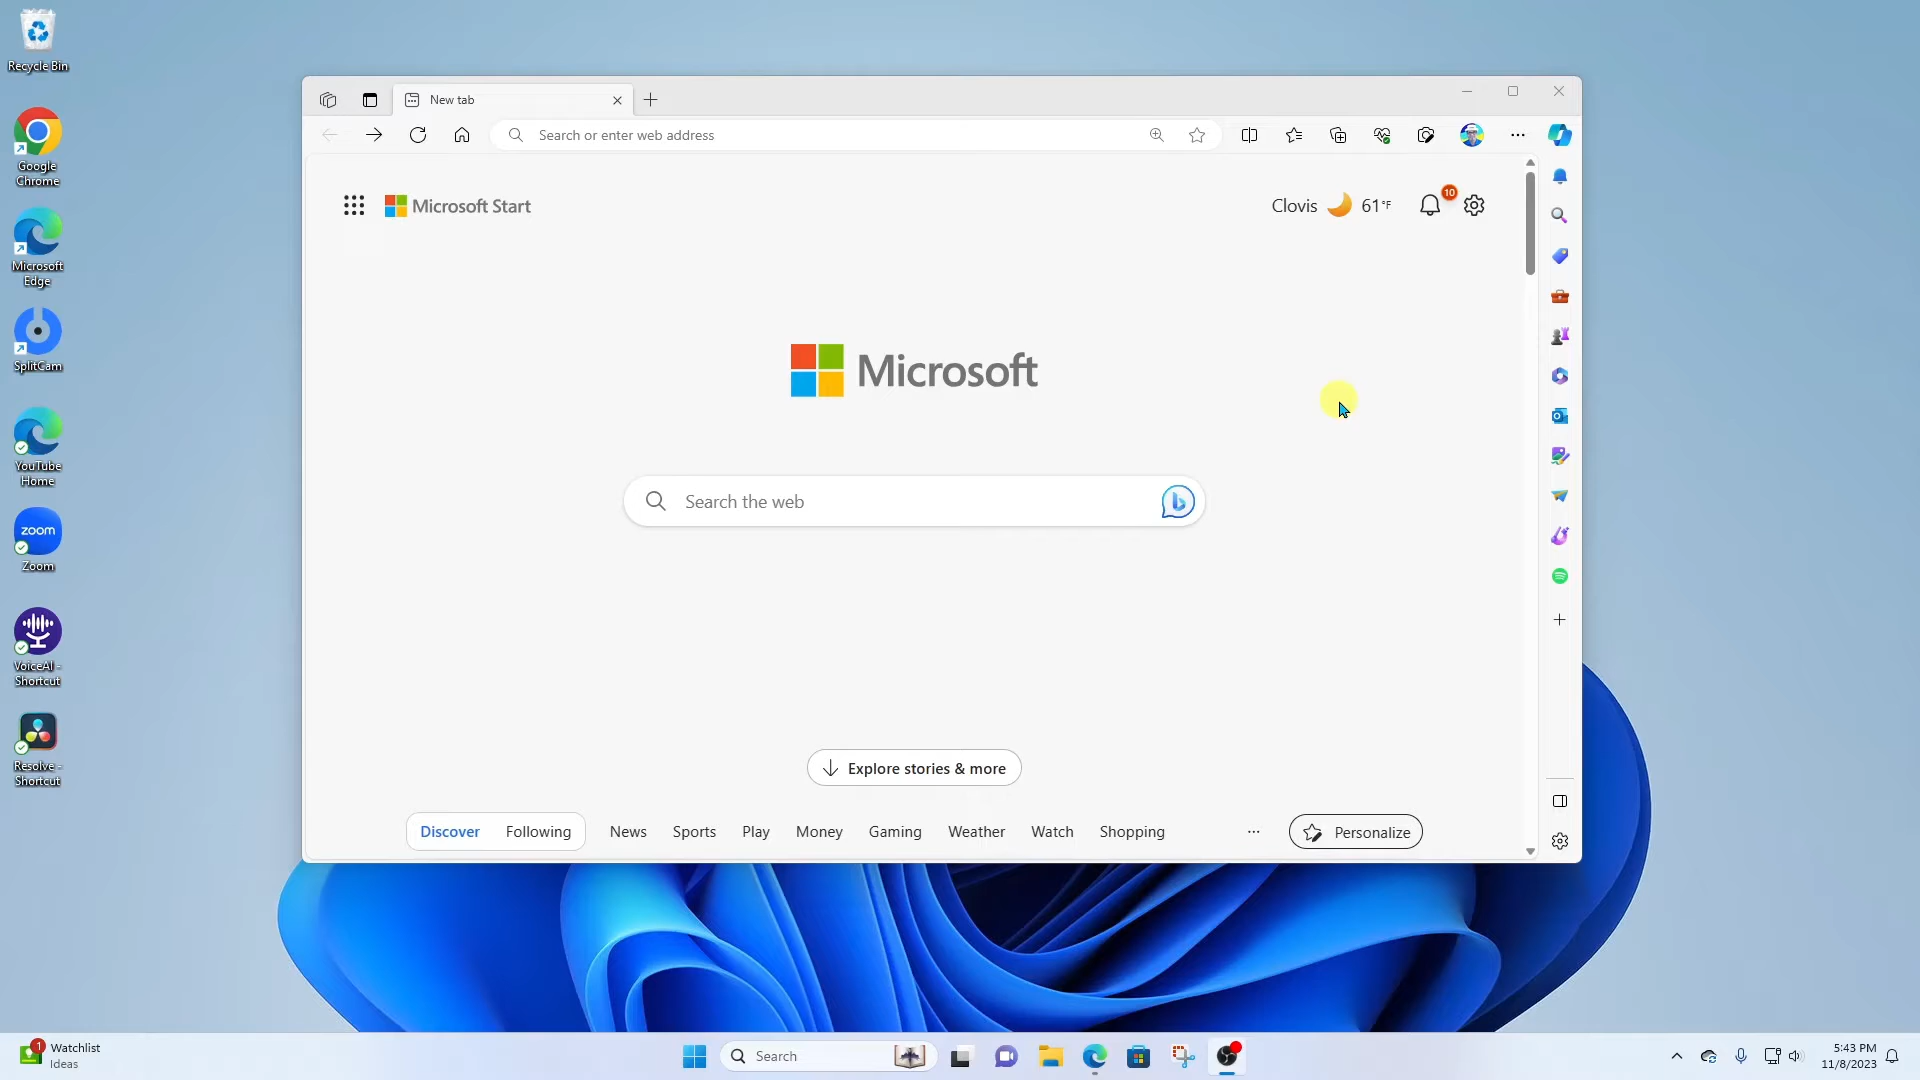 Recycle Bin
Google
Chrome
Microsoft
Edge
SplitCam
YouTube
Home
zoom
Zoom
VoiceAI -
Shortcut
Resolve -
Shortcut
New tab
Search or enter web address
Microsoft Start
Clovis 61°F
10
Microsoft
Search the web
b
Explore stories & more
Discover Following News Sports Play Money Gaming Weather Watch Shopping ... Personalize
1 Watchlist
Ideas
Search
5:43 PM
11/8/2023